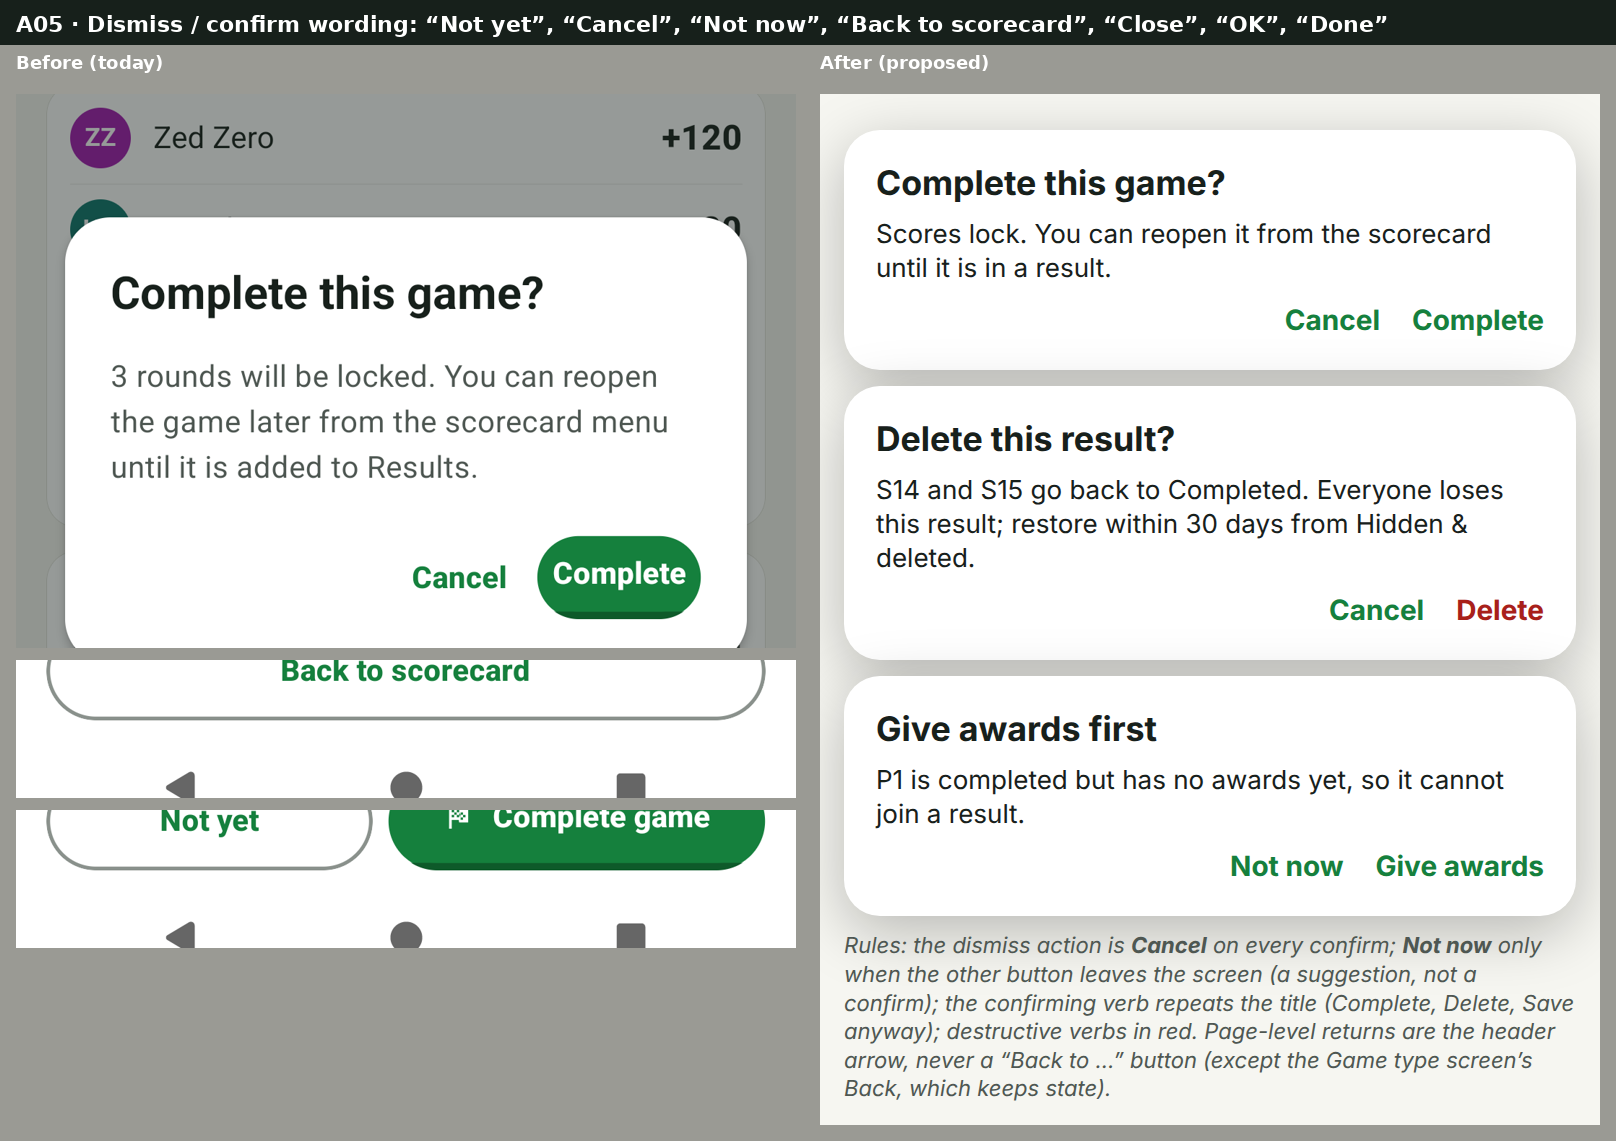 A05 · Dismiss / confirm wording: “Not yet”, “Cancel”, “Not now”, “Back to scorecard”, “Close”, “OK”, “Done”
Before (today)
ZZ
Zed Zero
+120
Complete this game?
3 rounds will be locked. You can reopen
the game later from the scorecard menu
until it is added to Results.
Cancel
Complete
Back to scorecard
Not yet
Complete game
After (proposed)
Complete this game?
Scores lock. You can reopen it from the scorecard
until it is in a result.
Cancel
Complete
Delete this result?
S14 and S15 go back to Completed. Everyone loses
this result; restore within 30 days from Hidden &
deleted.
Cancel
Delete
Give awards first
P1 is completed but has no awards yet, so it cannot
join a result.
Not now
Give awards
Rules: the dismiss action is Cancel on every confirm; Not now only
when the other button leaves the screen (a suggestion, not a
confirm); the confirming verb repeats the title (Complete, Delete, Save
anyway); destructive verbs in red. Page-level returns are the header
arrow, never a “Back to ...” button (except the Game type screen’s
Back, which keeps state).